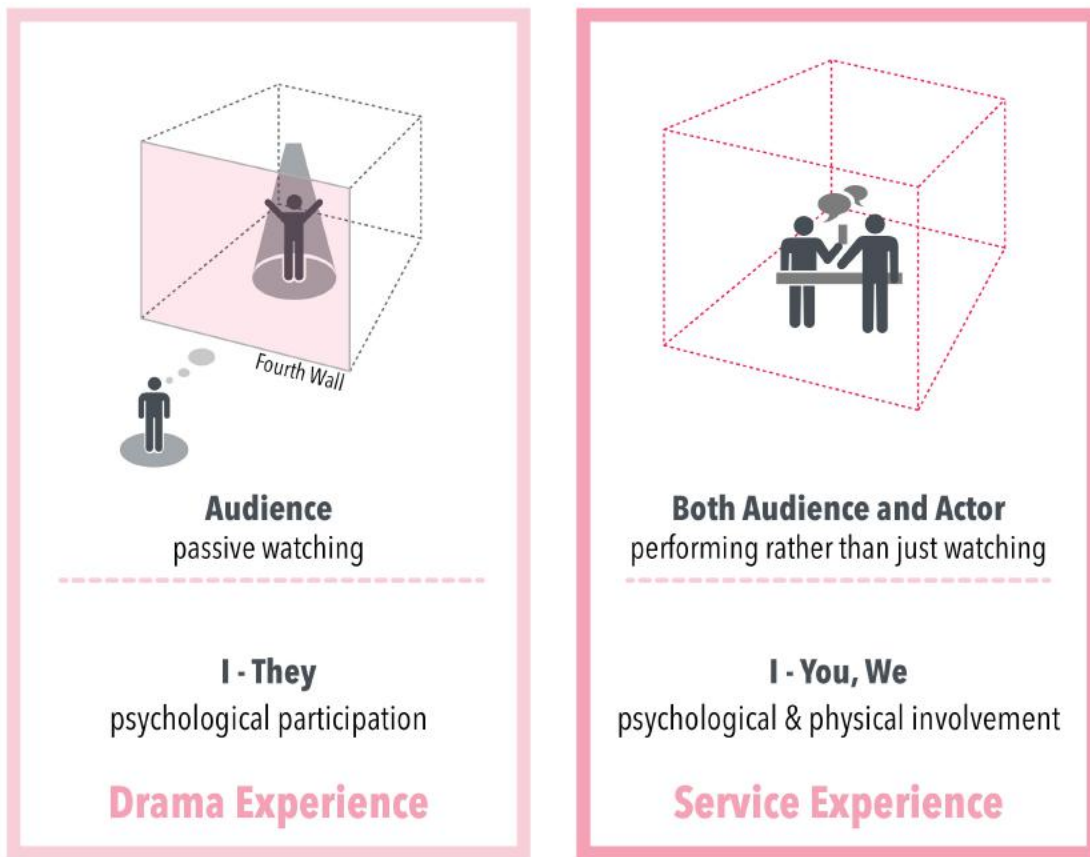 Fourth Wall
Audience
passive watching
I - They
psychological participation
Drama Experience
Both Audience and Actor
performing rather than just watching
I - You, We
psychological & physical involvement
Service Experience